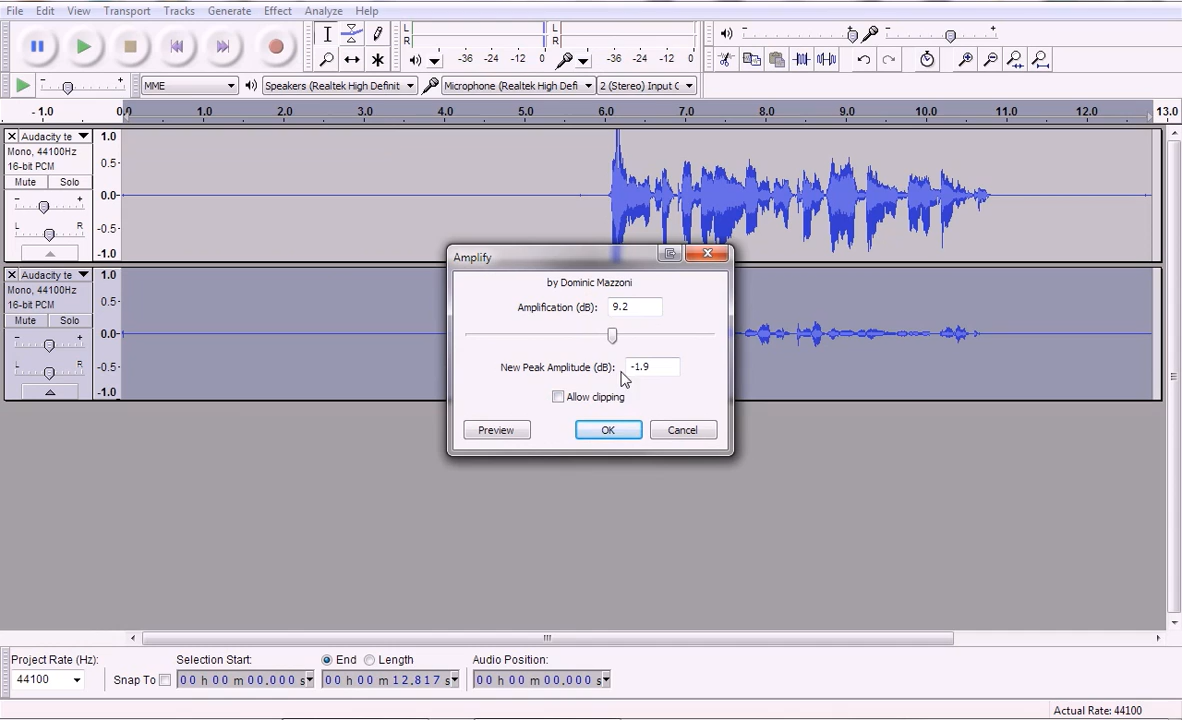 File Edit View Transport Tracks Generate Effect Analyze Help
L
R
-36 -24 -12 0
L
R
-36 -24 -12 0
MME
Speakers (Realtek High Definit
Microphone (Realtek High Defi
2 (Stereo) Input C
- 1.0 0.0 1.0 2.0 3.0 4.0 5.0 6.0 7.0 8.0 9.0 10.0 11.0 12.0 13.0
Audacity te
Mono, 44100Hz
16-bit PCM
Mute Solo
- +
L R
1.0
0.5
0.0
-0.5
-1.0
Audacity te
Mono, 44100Hz
16-bit PCM
Mute Solo
- +
L R
1.0
0.5
0.0
-0.5
-1.0
Amplify
by Dominic Mazzoni
Amplification (dB): 9.2
New Peak Amplitude (dB): -1.9
Allow clipping
Preview OK Cancel
Project Rate (Hz): Selection Start: End Length Audio Position:
44100 Snap To 00 h 00 m 00.000 s 00 h 00 m 12.817 s 00 h 00 m 00.000 s
Actual Rate: 44100